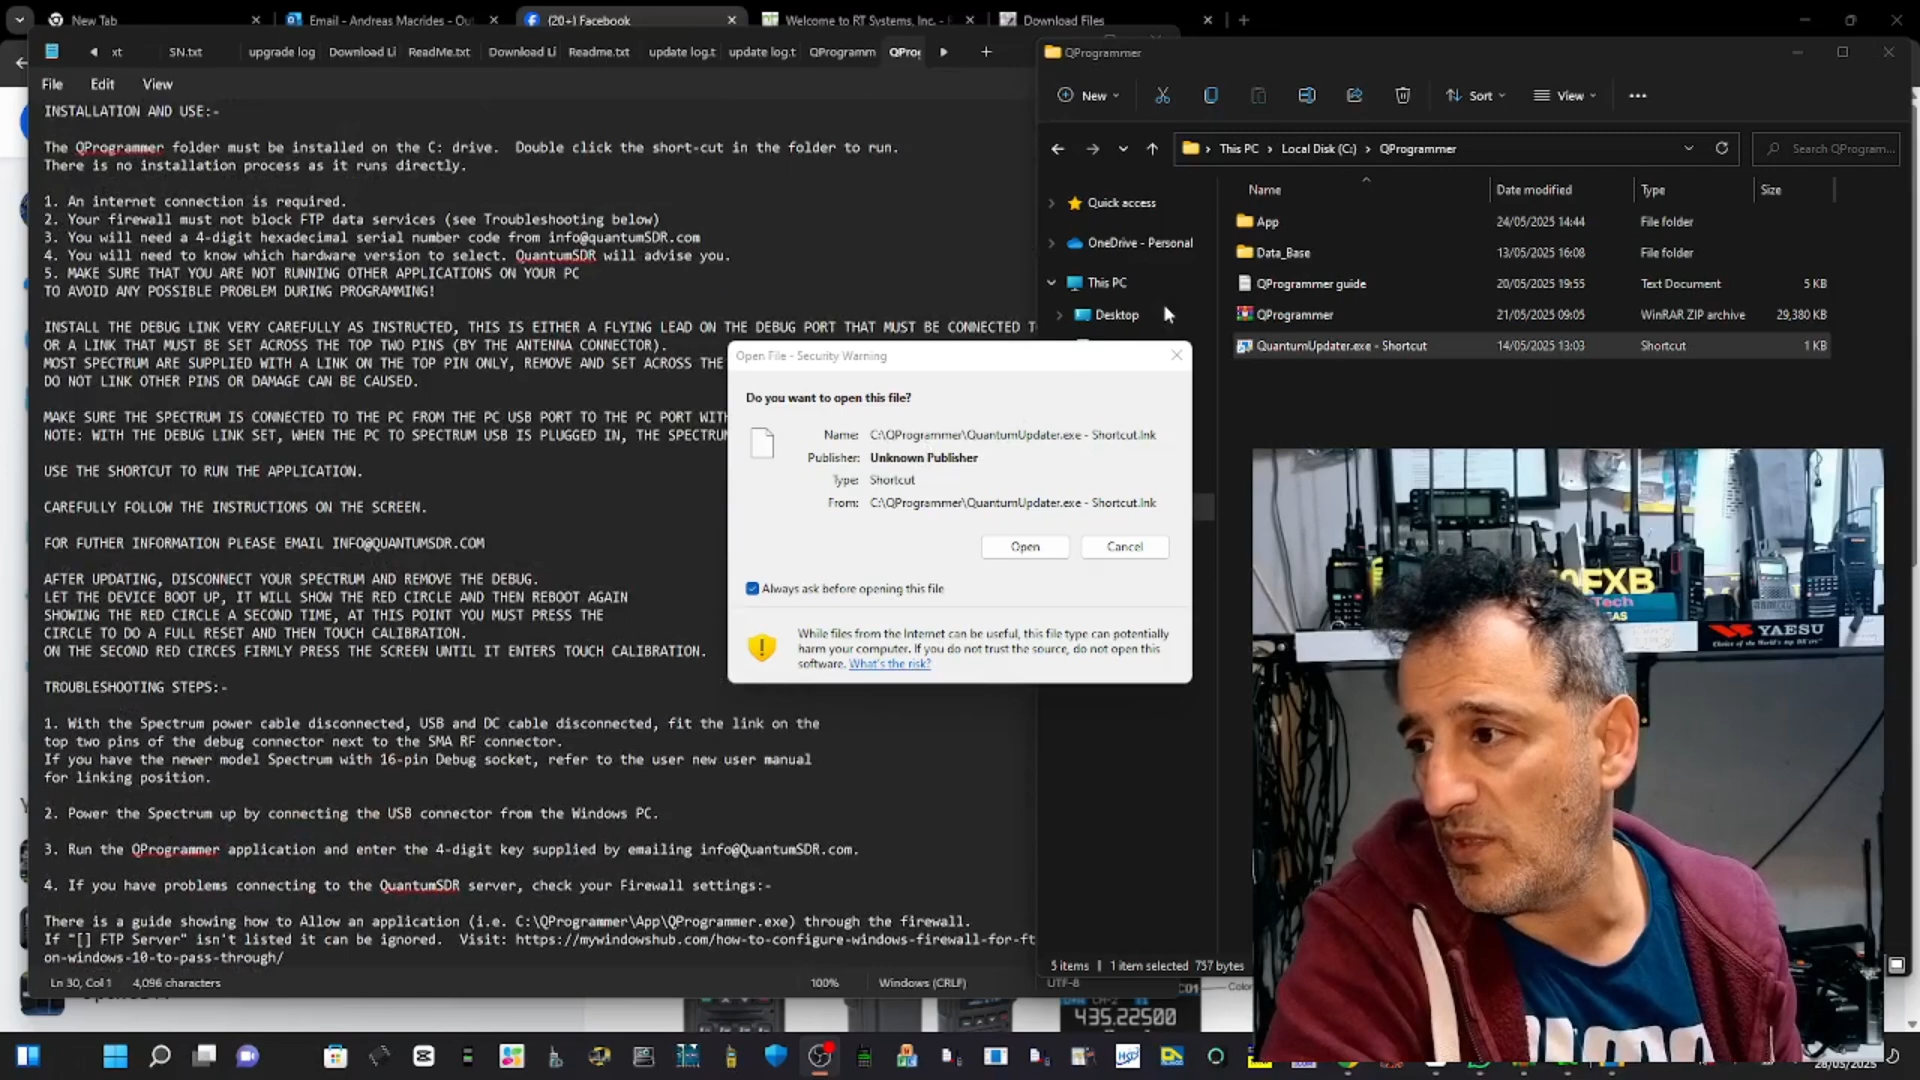 New Tab
Email - Andreas Macrides - Ou
(20+) Facebook
Welcome to RT Systems, Inc. -
Download Files
xt
SN.txt
upgrade log
Download Li
ReadMe.txt
Download Li
Readme.txt
update log.t
update log.t
QProgramm
QProg
File
Edit
View
INSTALLATION AND USE:-
The QProgrammer folder must be installed on the C: drive.  Double click the short-cut in the folder to run.
There is no installation process as it runs directly.
1. An internet connection is required.
2. Your firewall must not block FTP data services (see Troubleshooting below)
3. You will need a 4-digit hexadecimal serial number code from info@quantumSDR.com
4. You will need to know which hardware version to select. QuantumSDR will advise you.
5. MAKE SURE THAT YOU ARE NOT RUNNING OTHER APPLICATIONS ON YOUR PC
TO AVOID ANY POSSIBLE PROBLEM DURING PROGRAMMING!
INSTALL THE DEBUG LINK VERY CAREFULLY AS INSTRUCTED, THIS IS EITHER A FLYING LEAD ON THE DEBUG PORT THAT MUST BE CONNECTED T
OR A LINK THAT MUST BE SET ACROSS THE TOP TWO PINS (BY THE ANTENNA CONNECTOR).
MOST SPECTRUM ARE SUPPLIED WITH A LINK ON THE TOP PIN ONLY, REMOVE AND SET ACROSS THE
DO NOT LINK OTHER PINS OR DAMAGE CAN BE CAUSED.
MAKE SURE THE SPECTRUM IS CONNECTED TO THE PC FROM THE PC USB PORT TO THE PC PORT WIT
NOTE: WITH THE DEBUG LINK SET, WHEN THE PC TO SPECTRUM USB IS PLUGGED IN, THE SPECTRU
USE THE SHORTCUT TO RUN THE APPLICATION.
CAREFULLY FOLLOW THE INSTRUCTIONS ON THE SCREEN.
FOR FUTHER INFORMATION PLEASE EMAIL INFO@QUANTUMSDR.COM
AFTER UPDATING, DISCONNECT YOUR SPECTRUM AND REMOVE THE DEBUG.
LET THE DEVICE BOOT UP, IT WILL SHOW THE RED CIRCLE AND THEN REBOOT AGAIN
SHOWING THE RED CIRCLE A SECOND TIME, AT THIS POINT YOU MUST PRESS THE
CIRCLE TO DO A FULL RESET AND THEN TOUCH CALIBRATION.
ON THE SECOND RED CIRCES FIRMLY PRESS THE SCREEN UNTIL IT ENTERS TOUCH CALIBRATION.
TROUBLESHOOTING STEPS:-
1. With the Spectrum power cable disconnected, USB and DC cable disconnected, fit the link on the
top two pins of the debug connector next to the SMA RF connector.
If you have the newer model Spectrum with 16-pin Debug socket, refer to the user new user manual
for linking position.
2. Power the Spectrum up by connecting the USB connector from the Windows PC.
3. Run the QProgrammer application and enter the 4-digit key supplied by emailing info@QuantumSDR.com.
4. If you have problems connecting to the QuantumSDR server, check your Firewall settings:-
There is a guide showing how to Allow an application (i.e. C:\QProgrammer\App\QProgrammer.exe) through the firewall.
If "[] FTP Server" isn't listed it can be ignored.  Visit: https://mywindowshub.com/how-to-configure-windows-firewall-for-ft
on-windows-10-to-pass-through/
Ln 30, Col 1
4,096 characters
100%
Windows (CRLF)
UTF-8
QProgrammer
New
Sort
View
This PC > Local Disk (C:) > QProgrammer
Search QProgram...
Name
Date modified
Type
Size
Quick access
OneDrive - Personal
This PC
Desktop
App
24/05/2025 14:44
File folder
Data_Base
13/05/2025 16:08
File folder
QProgrammer guide
20/05/2025 19:55
Text Document
5 KB
QProgrammer
21/05/2025 09:05
WinRAR ZIP archive
29,380 KB
QuantumUpdater.exe - Shortcut
14/05/2025 13:03
Shortcut
1 KB
5 items
1 item selected 757 bytes
Open File - Security Warning
Do you want to open this file?
Name: C:\QProgrammer\QuantumUpdater.exe - Shortcut.lnk
Publisher: Unknown Publisher
Type: Shortcut
From: C:\QProgrammer\QuantumUpdater.exe - Shortcut.lnk
Open
Cancel
Always ask before opening this file
While files from the Internet can be useful, this file type can potentially
harm your computer. If you do not trust the source, do not open this
software. What's the risk?
0FXB
Tech
YAESU
435.22500
28/05/2025